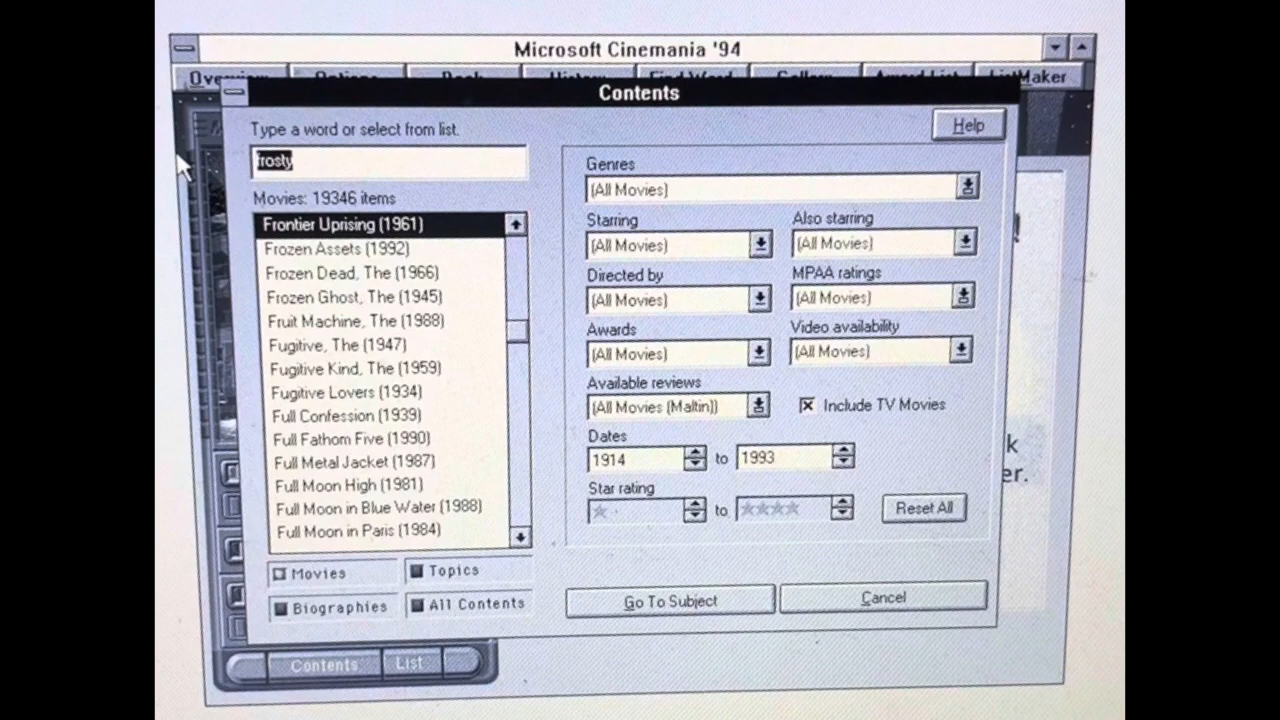 Microsoft Cinemania '94
Overview Options Book History Find Word Gallery Award List ListMaker
Contents
Type a word or select from list.
Help
frosty
Movies: 19346 items
Frontier Uprising (1961)
Frozen Assets (1992)
Frozen Dead, The (1966)
Frozen Ghost, The (1945)
Fruit Machine, The (1988)
Fugitive, The (1947)
Fugitive Kind, The (1959)
Fugitive Lovers (1934)
Full Confession (1939)
Full Fathom Five (1990)
Full Metal Jacket (1987)
Full Moon High (1981)
Full Moon in Blue Water (1988)
Full Moon in Paris (1984)
Movies
Topics
Biographies
All Contents
Genres
(All Movies)
Starring
(All Movies)
Also starring
(All Movies)
Directed by
(All Movies)
MPAA ratings
(All Movies)
Awards
(All Movies)
Video availability
(All Movies)
Available reviews
(All Movies (Maltin))
Include TV Movies
Dates
1914 to 1993
Star rating
to
Reset All
Go To Subject
Cancel
k
er.
Contents List